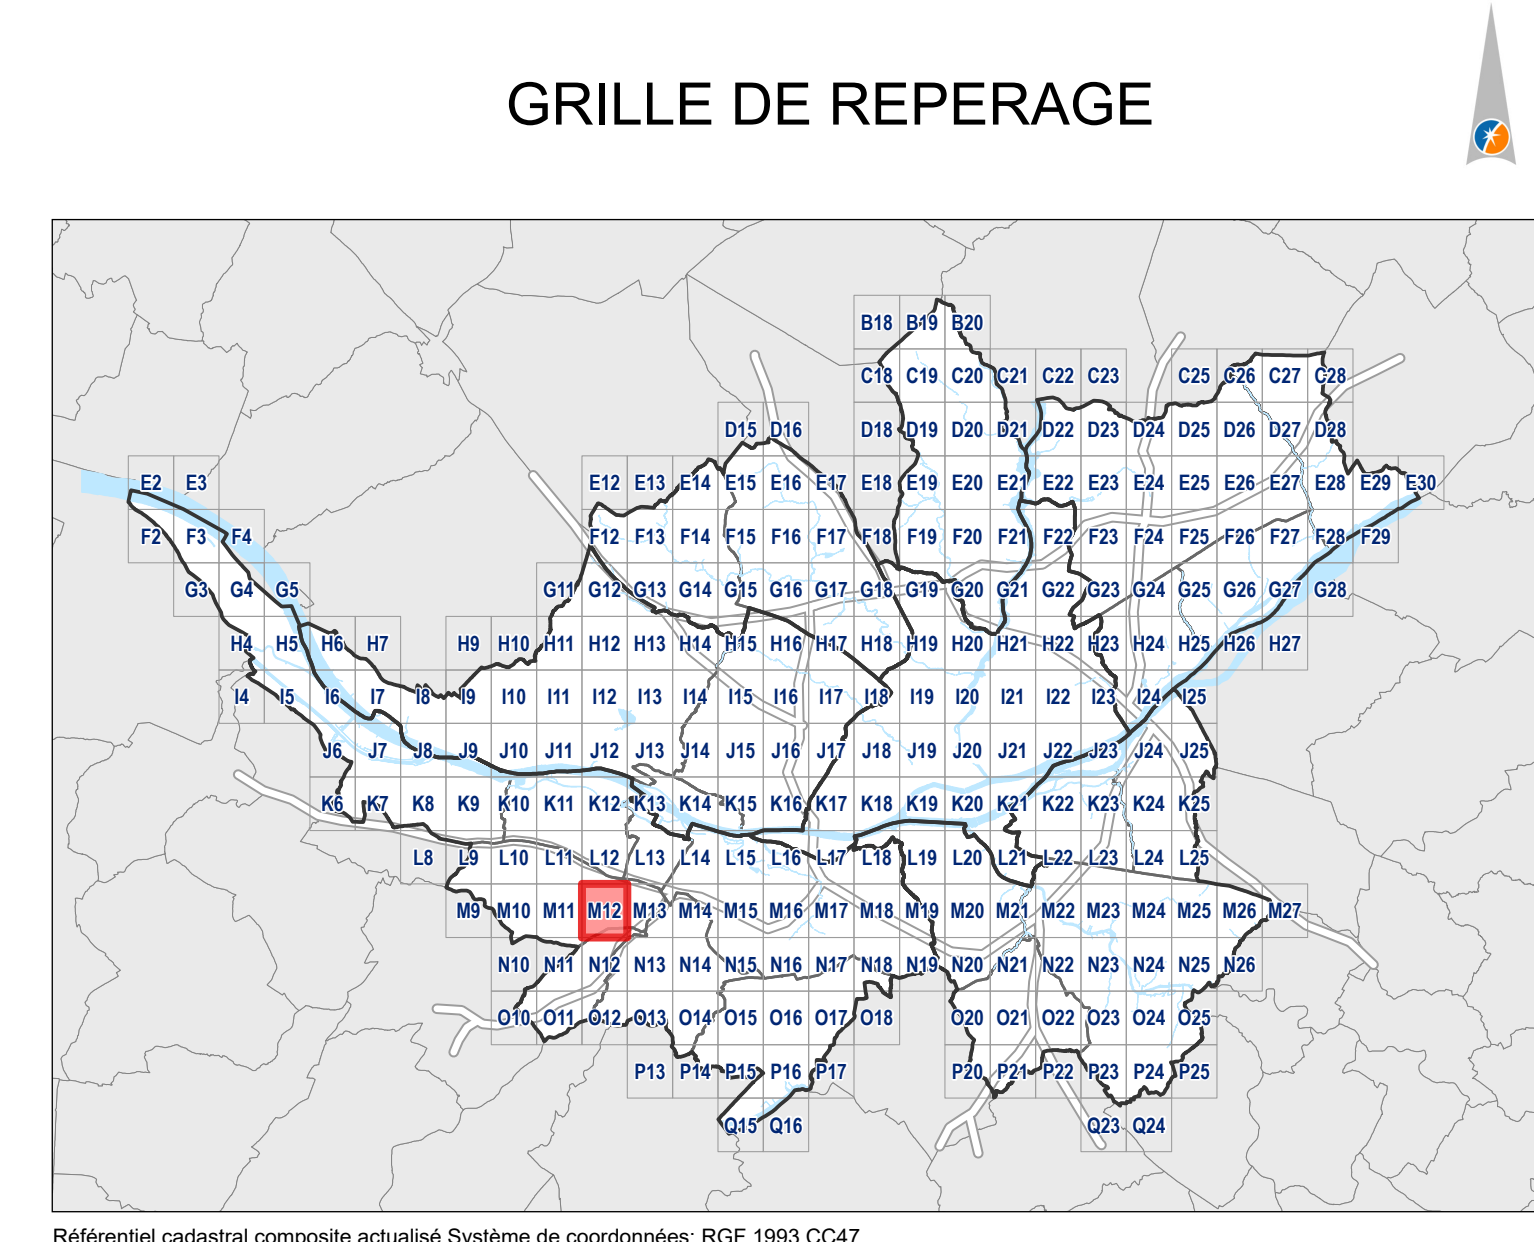 GRILLE DE REPERAGE
B18 B19 B20
C18 C19 C20 C21 C22 C23 C25 C26 C27 C28
D15 D16 D18 D19 D20 D21 D22 D23 D24 D25 D26 D27 D28
E2 E3 E12 E13 E14 E15 E16 E17 E18 E19 E20 E21 E22 E23 E24 E25 E26 E27 E28 E29 E30
F2 F3 F4 F12 F13 F14 F15 F16 F17 F18 F19 F20 F21 F22 F23 F24 F25 F26 F27 F28 F29
G3 G4 G5 G11 G12 G13 G14 G15 G16 G17 G18 G19 G20 G21 G22 G23 G24 G25 G26 G27 G28
H4 H5 H6 H7 H9 H10 H11 H12 H13 H14 H15 H16 H17 H18 H19 H20 H21 H22 H23 H24 H25 H26 H27
I4 I5 I6 I7 I8 I9 I10 I11 I12 I13 I14 I15 I16 I17 I18 I19 I20 I21 I22 I23 I24 I25
J6 J7 J8 J9 J10 J11 J12 J13 J14 J15 J16 J17 J18 J19 J20 J21 J22 J23 J24 J25
K6 K7 K8 K9 K10 K11 K12 K13 K14 K15 K16 K17 K18 K19 K20 K21 K22 K23 K24 K25
L8 L9 L10 L11 L12 L13 L14 L15 L16 L17 L18 L19 L20 L21 L22 L23 L24 L25
M9 M10 M11 M12 M13 M14 M15 M16 M17 M18 M19 M20 M21 M22 M23 M24 M25 M26 M27
N10 N11 N12 N13 N14 N15 N16 N17 N18 N19 N20 N21 N22 N23 N24 N25 N26
O10 O11 O12 O13 O14 O15 O16 O17 O18 O20 O21 O22 O23 O24 O25
P13 P14 P15 P16 P17 P20 P21 P22 P23 P24 P25
Q15 Q16 Q23 Q24
Référentiel cadastral composite actualisé Système de coordonnées: RGF 1993 CC47